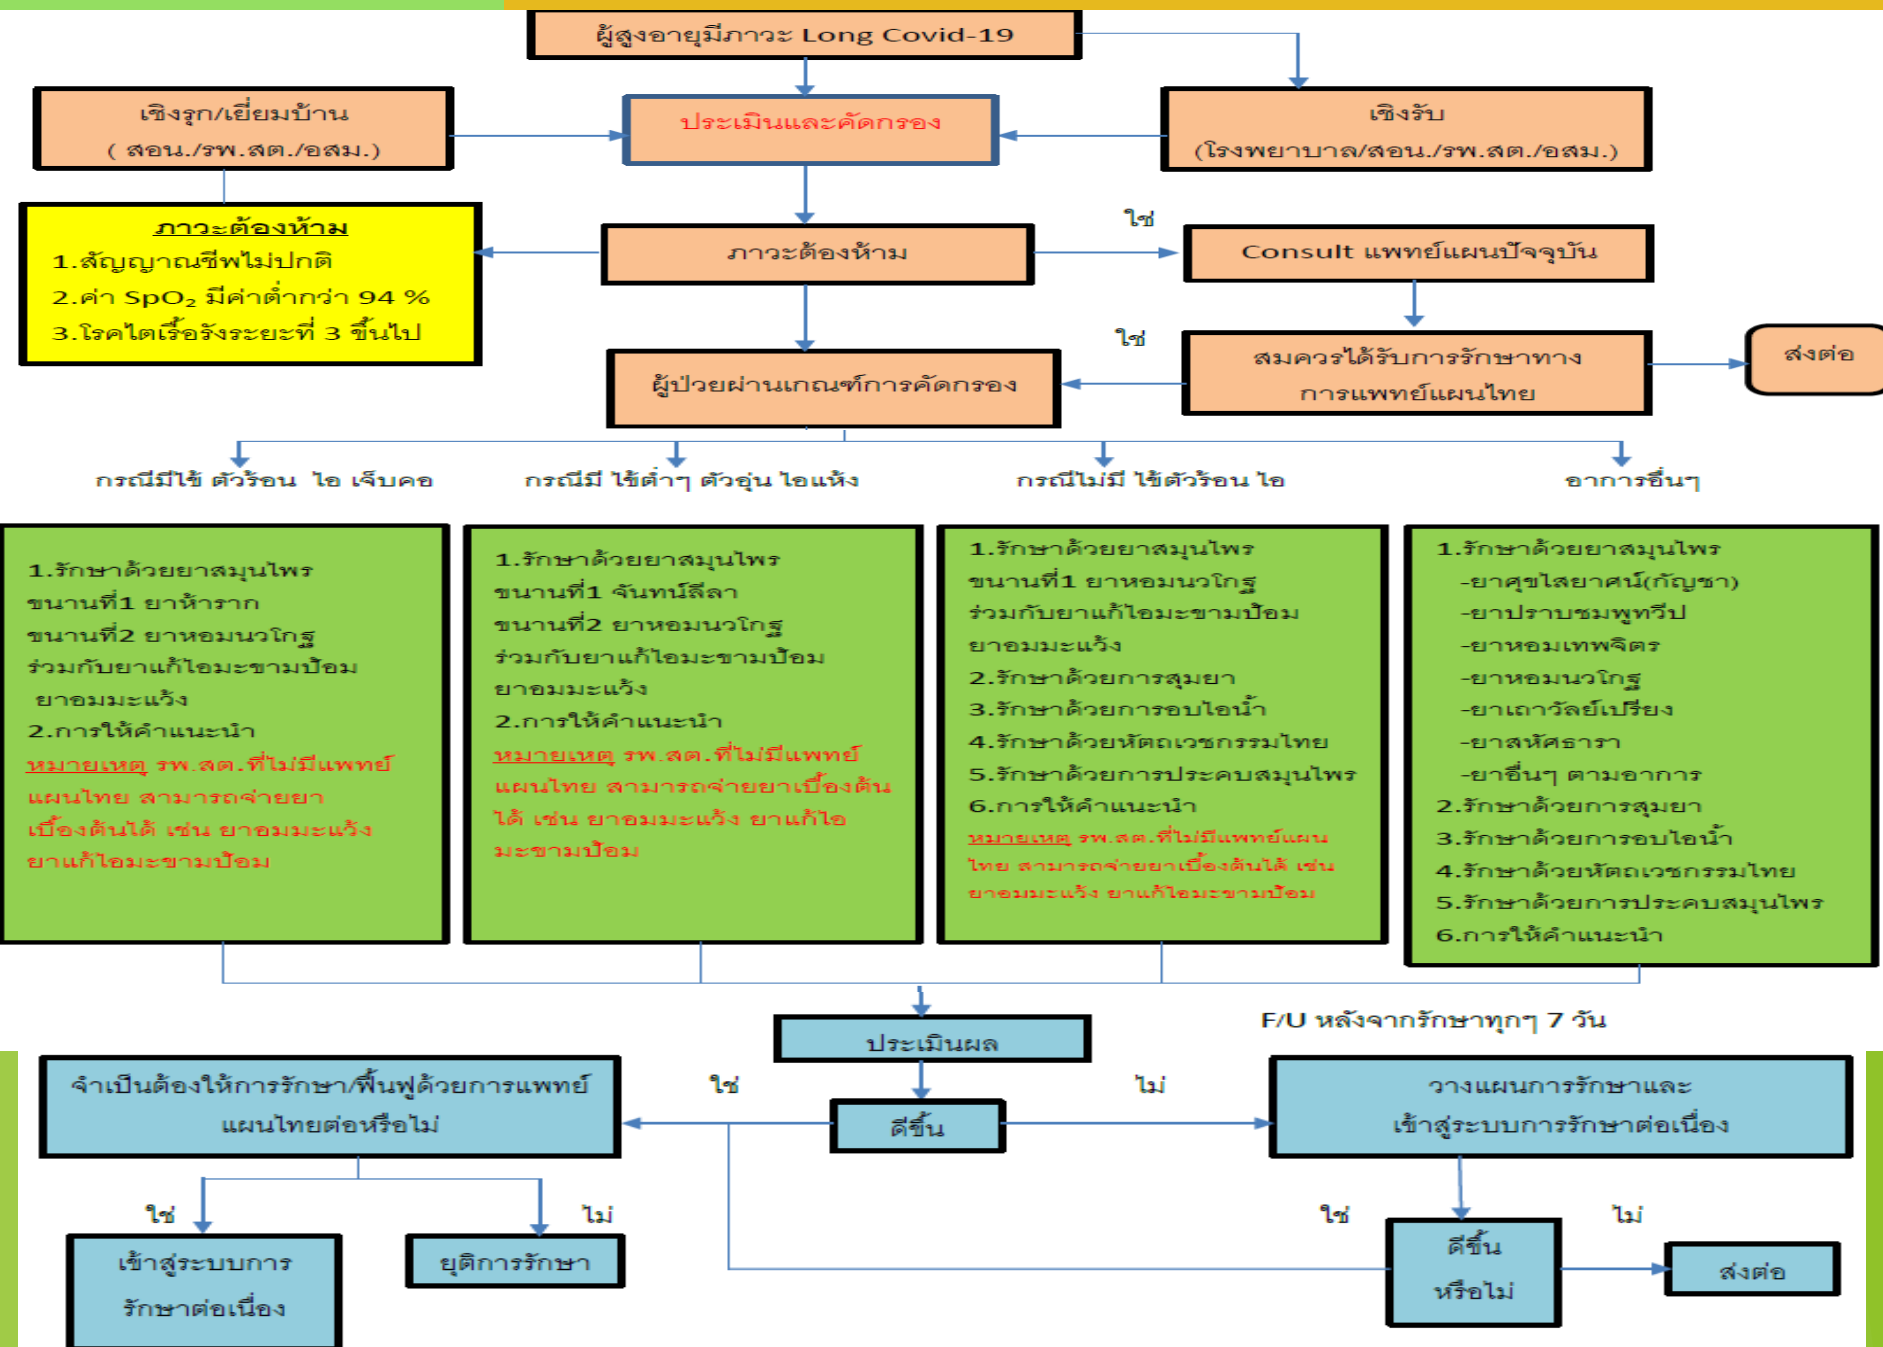 ผู้สูงอายุมีภาวะ Long Covid-19
เชิงรุก/เยี่ยมบ้าน
( สอน./รพ.สต./อสม.)
ประเมินและคัดกรอง
เชิงรับ
(โรงพยาบาล/สอน./รพ.สต./อสม.)
ภาวะต้องห้าม
1.สัญญาณชีพไม่ปกติ
2.ค่า SpO₂ มีค่าต่ำกว่า 94 %
3.โรคไตเรื้อรังระยะที่ 3 ขึ้นไป
ภาวะต้องห้าม
ใช่
Consult แพทย์แผนปัจจุบัน
ผู้ป่วยผ่านเกณฑ์การคัดกรอง
ใช่
สมควรได้รับการรักษาทาง
การแพทย์แผนไทย
ส่งต่อ
กรณีมีไข้ ตัวร้อน ไอ เจ็บคอ
กรณีมี ไข้ต่ำๆ ตัวอุ่น ไอแห้ง
กรณีไม่มี ไข้ตัวร้อน ไอ
อาการอื่นๆ
1.รักษาด้วยยาสมุนไพร
ขนานที่1 ยาห้าราก
ขนานที่2 ยาหอมนวโกฐ
ร่วมกับยาแก้ไอมะขามป้อม
ยาอมมะแว้ง
2.การให้คำแนะนำ
หมายเหตุ รพ.สต.ที่ไม่มีแพทย์
แผนไทย สามารถจ่ายยา
เบื้องต้นได้ เช่น ยาอมมะแว้ง
ยาแก้ไอมะขามป้อม
1.รักษาด้วยยาสมุนไพร
ขนานที่1 จันทน์ลีลา
ขนานที่2 ยาหอมนวโกฐ
ร่วมกับยาแก้ไอมะขามป้อม
ยาอมมะแว้ง
2.การให้คำแนะนำ
หมายเหตุ รพ.สต.ที่ไม่มีแพทย์
แผนไทย สามารถจ่ายยาเบื้องต้น
ได้ เช่น ยาอมมะแว้ง ยาแก้ไอ
มะขามป้อม
1.รักษาด้วยยาสมุนไพร
ขนานที่1 ยาหอมนวโกฐ
ร่วมกับยาแก้ไอมะขามป้อม
ยาอมมะแว้ง
2.รักษาด้วยการสุมยา
3.รักษาด้วยการอบไอน้ำ
4.รักษาด้วยหัตถเวชกรรมไทย
5.รักษาด้วยการประคบสมุนไพร
6.การให้คำแนะนำ
หมายเหตุ รพ.สต.ที่ไม่มีแพทย์แผน
ไทย สามารถจ่ายยาเบื้องต้นได้ เช่น
ยาอมมะแว้ง ยาแก้ไอมะขามป้อม
1.รักษาด้วยยาสมุนไพร
-ยาศุขไสยาศน์(กัญชา)
-ยาปราบชมพูทวีป
-ยาหอมเทพจิตร
-ยาหอมนวโกฐ
-ยาเถาวัลย์เปรียง
-ยาสหัศธารา
-ยาอื่นๆ ตามอาการ
2.รักษาด้วยการสุมยา
3.รักษาด้วยการอบไอน้ำ
4.รักษาด้วยหัตถเวชกรรมไทย
5.รักษาด้วยการประคบสมุนไพร
6.การให้คำแนะนำ
ประเมินผล
F/U หลังจากรักษาทุกๆ 7 วัน
จำเป็นต้องให้การรักษา/ฟื้นฟูด้วยการแพทย์
แผนไทยต่อหรือไม่
ใช่
ดีขึ้น
ไม่
วางแผนการรักษาและ
เข้าสู่ระบบการรักษาต่อเนื่อง
ใช่
ไม่
เข้าสู่ระบบการ
รักษาต่อเนื่อง
ยุติการรักษา
ใช่
ดีขึ้น
หรือไม่
ไม่
ส่งต่อ